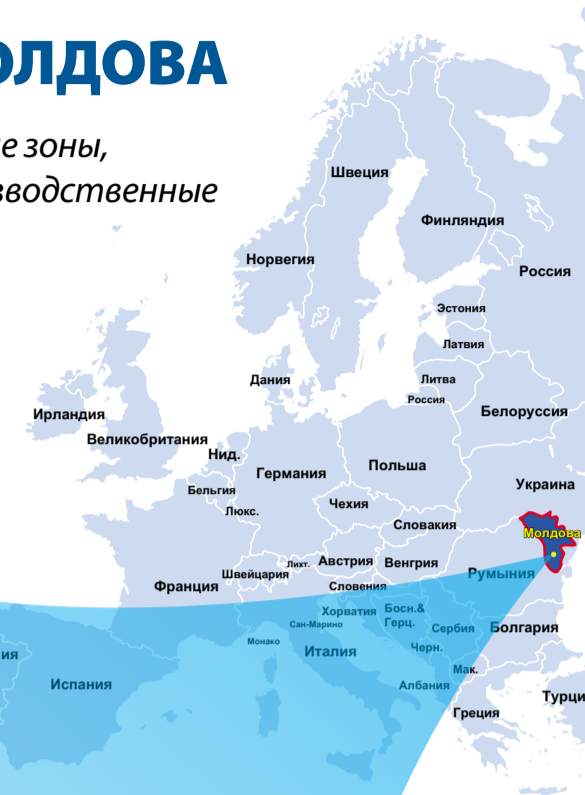 ОЛДОВА
е зоны,
зводственные
Швеция
Финляндия
Норвегия
Россия
Эстония
Латвия
Дания
Литва
Россия
Ирландия
Белоруссия
Великобритания
Нид.
Германия
Польша
Украина
Бельгия
Чехия
Люкс.
Словакия
Молдова
Лихт.
Австрия
Венгрия
Швейцария
Румыния
Франция
Словения
Хорватия
Босн.&
Герц.
Сан-Марино
Сербия
Болгария
Монако
Италия
Черн.
ия
Мак.
Испания
Албания
Турци
Греция